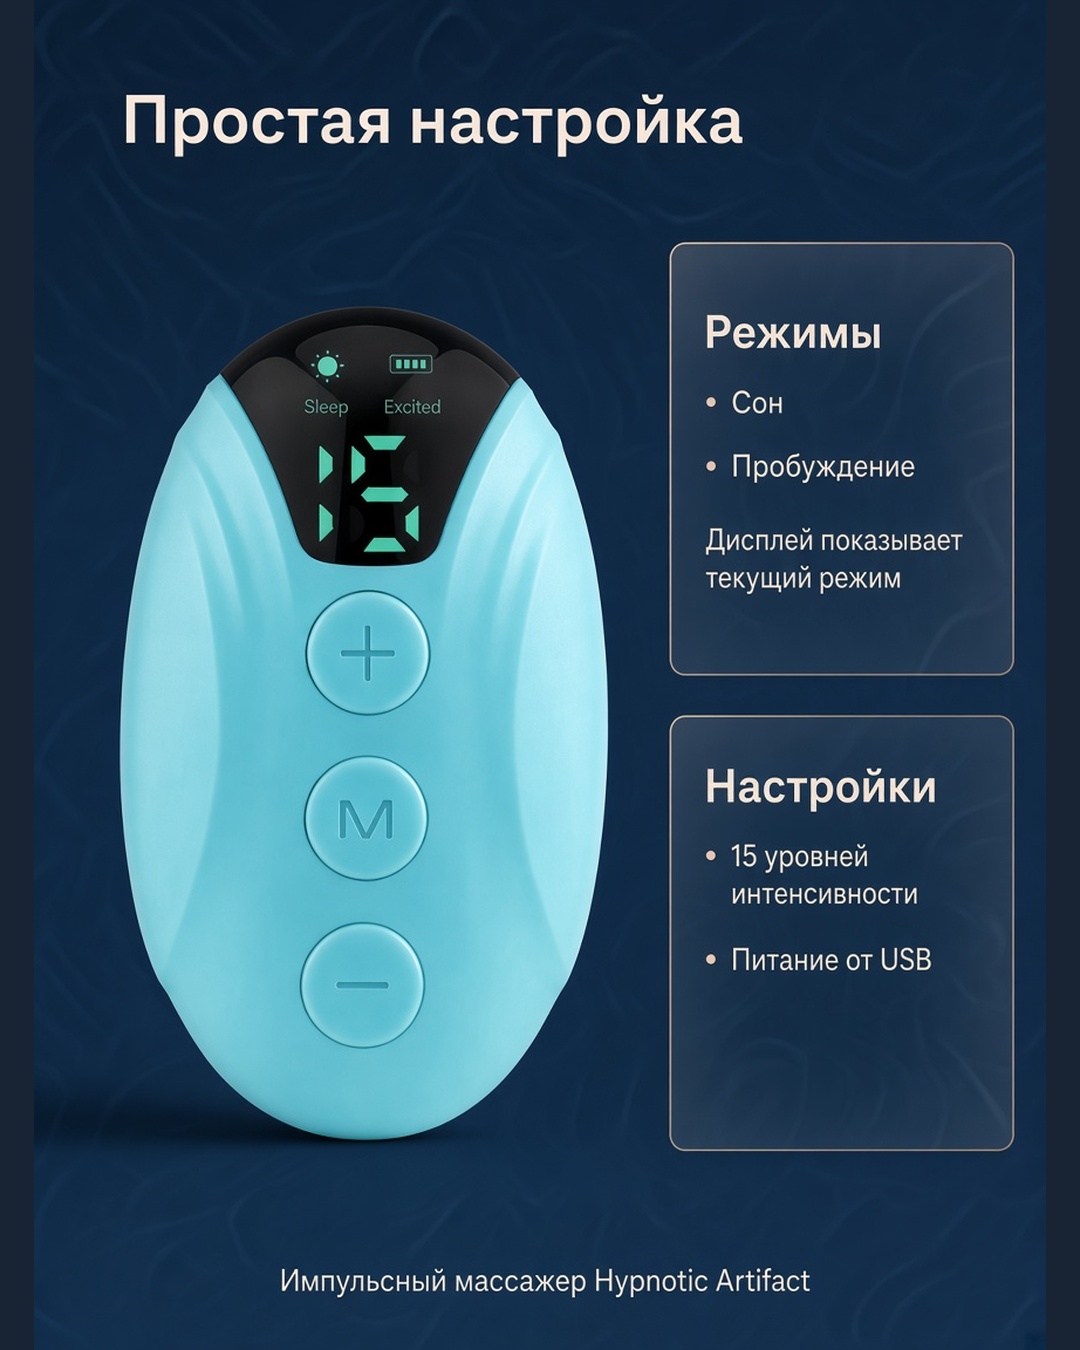 Простая настройка
Sleep Excited
15
+
M
−
Режимы
• Сон
• Пробуждение
Дисплей показывает
текущий режим
Настройки
• 15 уровней
интенсивности
• Питание от USB
Импульсный массажер Hypnotic Artifact